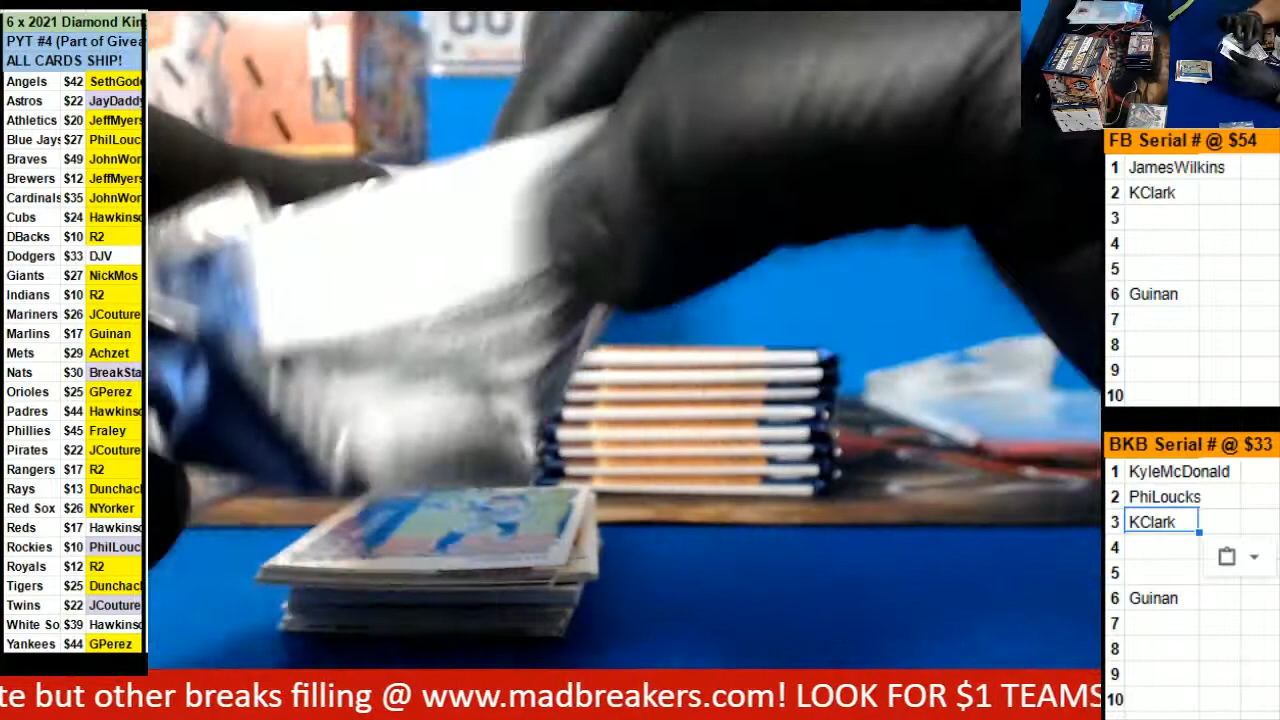 6 x 2021 Diamond Kin
PYT #4 (Part of Givea
ALL CARDS SHIP!
Angels $42 SethGod
Astros $22 JayDaddy
Athletics $20 JeffMyers
Blue Jays $27 PhilLouc
Braves $49 JohnWor
Brewers $12 JeffMyers
Cardinals $35 JohnWor
Cubs $24 Hawkinso
DBacks $10 R2
Dodgers $33 DJV
Giants $27 NickMos
Indians $10 R2
Mariners $26 JCouture
Marlins $17 Guinan
Mets $29 Achzet
Nats $30 BreakSta
Orioles $25 GPerez
Padres $44 Hawkinso
Phillies $45 Fraley
Pirates $22 JCouture
Rangers $17 R2
Rays $13 Dunchac
Red Sox $26 NYorker
Reds $17 Hawkinso
Rockies $10 PhilLouc
Royals $12 R2
Tigers $25 Dunchac
Twins $22 JCouture
White So $39 Hawkinso
Yankees $44 GPerez
FB Serial # @ $54
1 JamesWilkins
2 KClark
3
4
5
6 Guinan
7
8
9
10
BKB Serial # @ $33
1 KyleMcDonald
2 PhiLoucks
3 KClark
4
5
6 Guinan
7
8
9
10
te but other breaks filling @ www.madbreakers.com! LOOK FOR $1 TEAMS